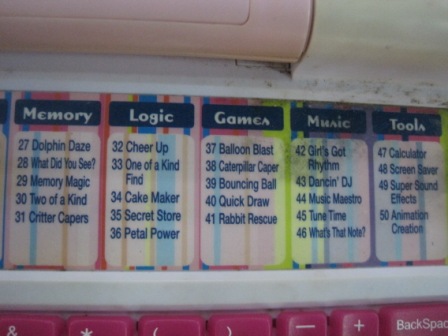 Memory
27 Dolphin Daze
28 What Did You See?
29 Memory Magic
30 Two of a Kind
31 Critter Capers
Logic
32 Cheer Up
33 One of a Kind
Find
34 Cake Maker
35 Secret Store
36 Petal Power
Games
37 Balloon Blast
38 Caterpillar Caper
39 Bouncing Ball
40 Quick Draw
41 Rabbit Rescue
Music
42 Girl's Got
Rhythm
43 Dancin' DJ
44 Music Maestro
45 Tune Time
46 What's That Note?
Tools
47 Calculator
48 Screen Saver
49 Super Sound
Effects
50 Animation
Creation
& * ( ) — + BackSpac